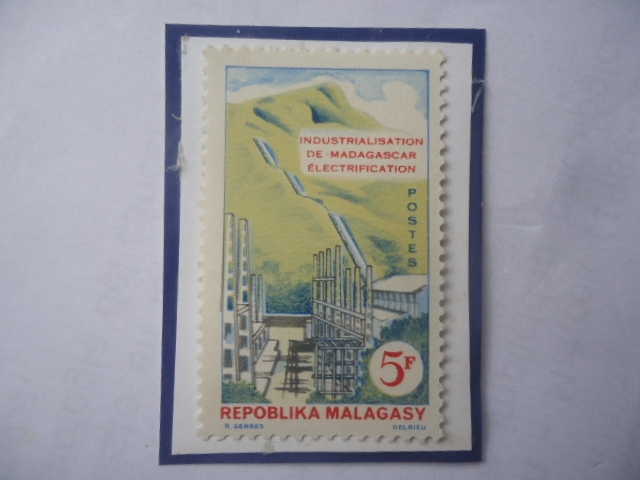 INDUSTRIALISATION
DE-MADAGASCAR
ÉLECTRIFICATION
POSTES
5F
REPOBLIKA MALAGASY
R. SERRES DELRIEU